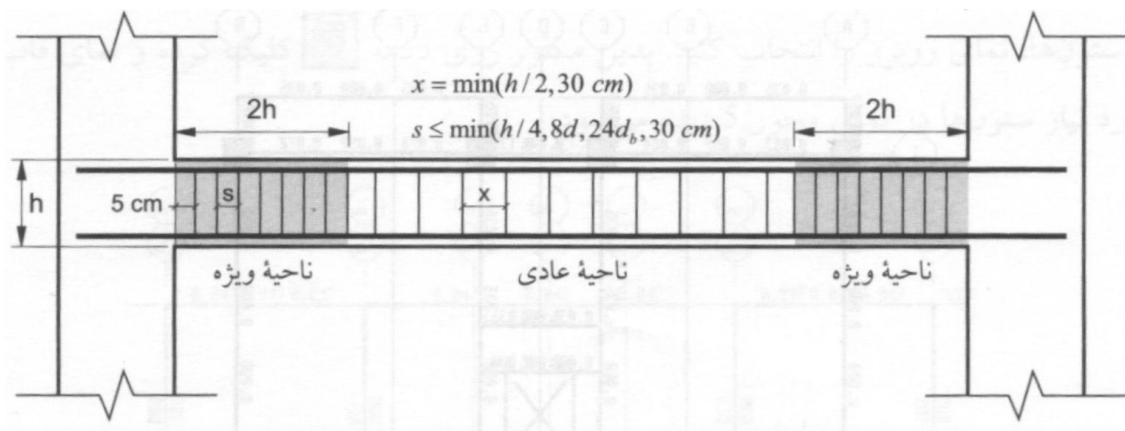 x = min(h / 2, 30 cm)
2h
2h
s ≤ min(h / 4, 8d, 24d_b, 30 cm)
h
5 cm
s
x
ناحیهٔ ویژه
ناحیهٔ عادی
ناحیهٔ ویژه